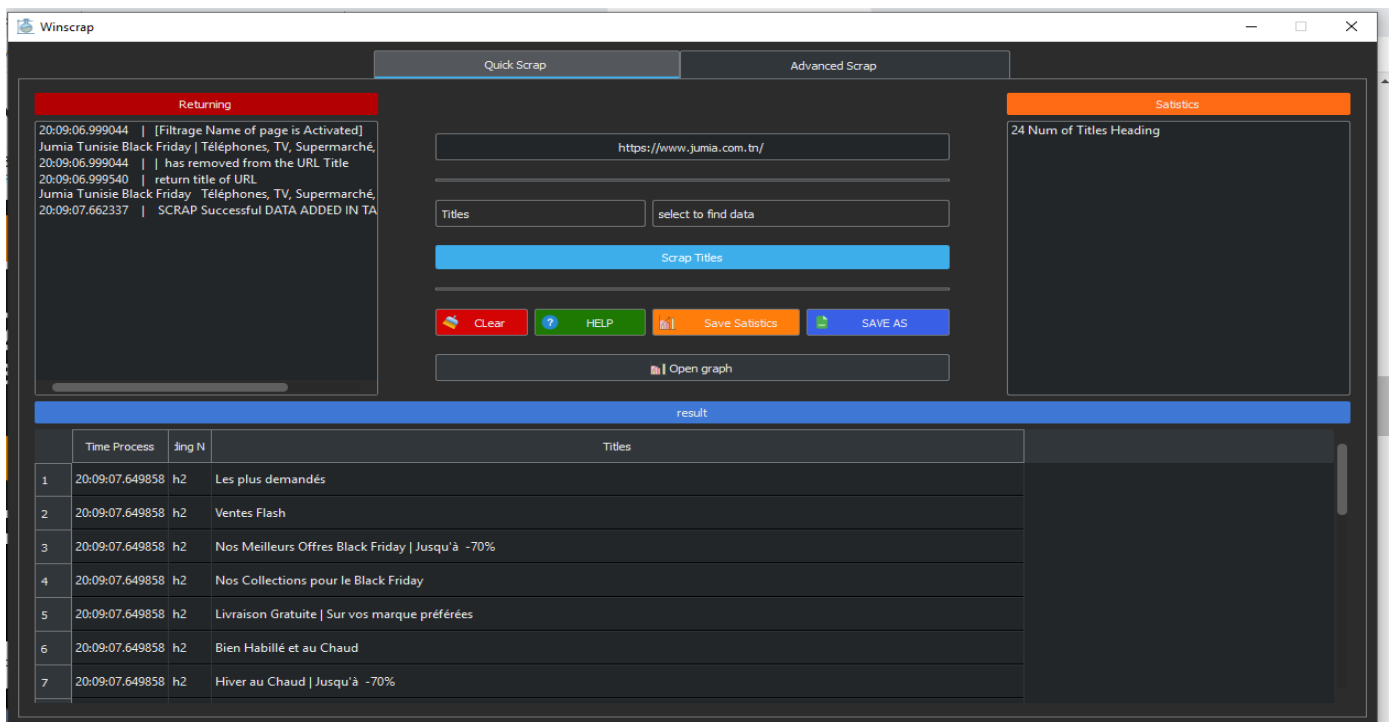 Winscrap
Quick Scrap
Advanced Scrap
Returning
20:09:06.999044 | [Filtrage Name of page is Activated]
Jumia Tunisie Black Friday | Téléphones, TV, Supermarché,
20:09:06.999044 | | has removed from the URL Title
20:09:06.999540 | return title of URL
Jumia Tunisie Black Friday Téléphones, TV, Supermarché,
20:09:07.662337 | SCRAP Successful DATA ADDED IN TA
https://www.jumia.com.tn/
Titles
select to find data
Scrap Titles
CLear
HELP
Save Satistics
SAVE AS
Open graph
Satistics
24 Num of Titles Heading
result
Time Process ding N Titles
1 20:09:07.649858 h2 Les plus demandés
2 20:09:07.649858 h2 Ventes Flash
3 20:09:07.649858 h2 Nos Meilleurs Offres Black Friday | Jusqu'à -70%
4 20:09:07.649858 h2 Nos Collections pour le Black Friday
5 20:09:07.649858 h2 Livraison Gratuite | Sur vos marque préférées
6 20:09:07.649858 h2 Bien Habillé et au Chaud
7 20:09:07.649858 h2 Hiver au Chaud | Jusqu'à -70%